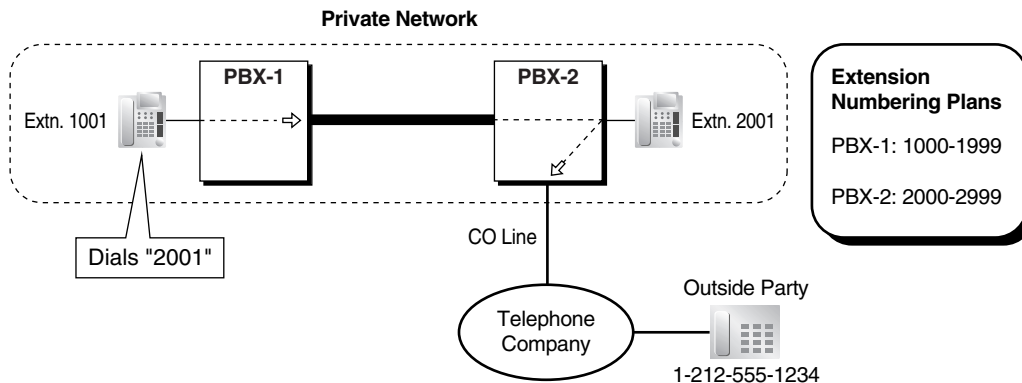 Private Network
PBX-1
PBX-2
Extn. 1001
Extn. 2001
Dials "2001"
CO Line
Telephone
Company
Outside Party
1-212-555-1234
Extension
Numbering Plans
PBX-1: 1000-1999
PBX-2: 2000-2999